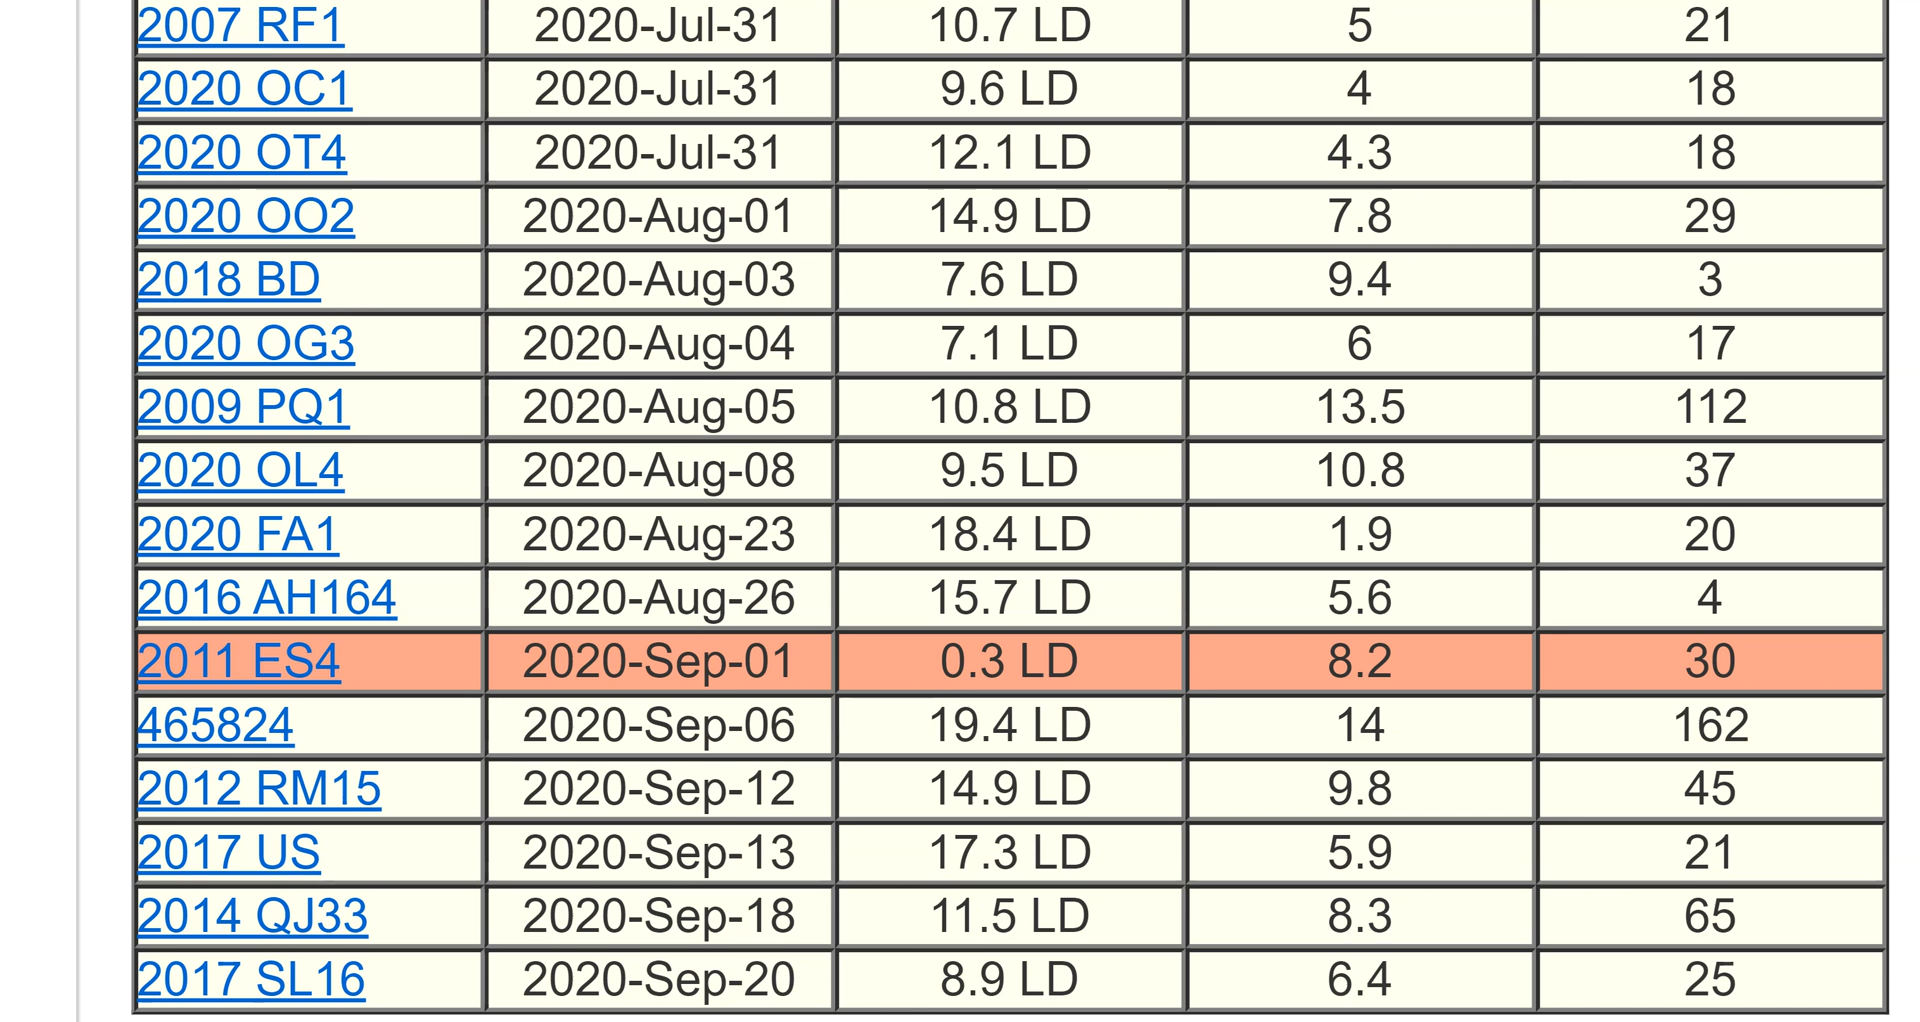 2007 RF1 2020-Jul-31 10.7 LD 5 21
2020 OC1 2020-Jul-31 9.6 LD 4 18
2020 OT4 2020-Jul-31 12.1 LD 4.3 18
2020 OO2 2020-Aug-01 14.9 LD 7.8 29
2018 BD 2020-Aug-03 7.6 LD 9.4 3
2020 OG3 2020-Aug-04 7.1 LD 6 17
2009 PQ1 2020-Aug-05 10.8 LD 13.5 112
2020 OL4 2020-Aug-08 9.5 LD 10.8 37
2020 FA1 2020-Aug-23 18.4 LD 1.9 20
2016 AH164 2020-Aug-26 15.7 LD 5.6 4
2011 ES4 2020-Sep-01 0.3 LD 8.2 30
465824 2020-Sep-06 19.4 LD 14 162
2012 RM15 2020-Sep-12 14.9 LD 9.8 45
2017 US 2020-Sep-13 17.3 LD 5.9 21
2014 QJ33 2020-Sep-18 11.5 LD 8.3 65
2017 SL16 2020-Sep-20 8.9 LD 6.4 25